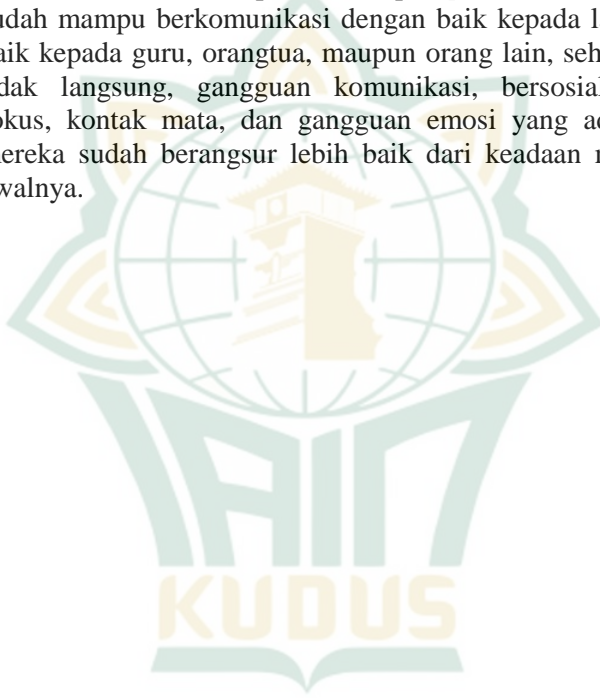 udah mampu berkomunikasi dengan baik kepada l
aik kepada guru, orangtua, maupun orang lain, seh
dak langsung, gangguan komunikasi, bersosial
okus, kontak mata, dan gangguan emosi yang a
ereka sudah berangsur lebih baik dari keadaan
walnya.
IAIN
KUDUS